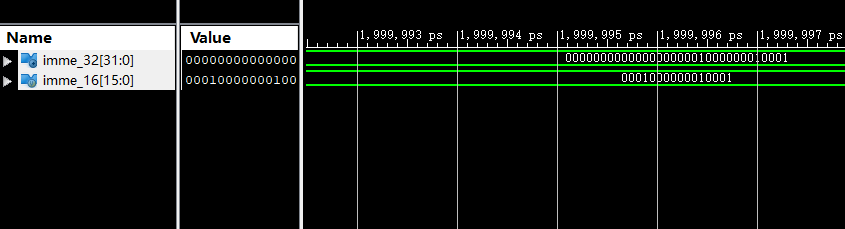 Name Value 1,999,993 ps 1,999,994 ps 1,999,995 ps 1,999,996 ps 1,999,997 ps
imme_32[31:0] 00000000000000 00000000000000000001000000010001
imme_16[15:0] 00010000000100 0001000000010001